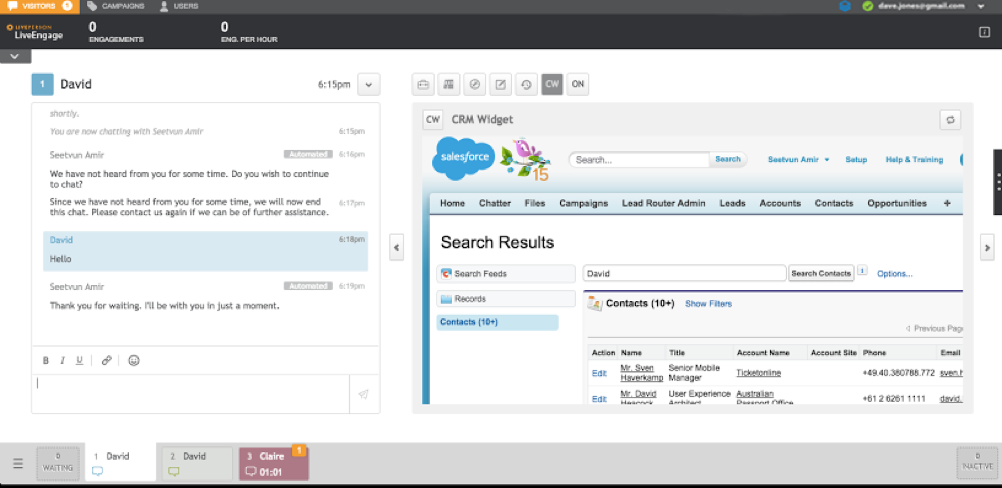 VISITORS
CAMPAIGNS
USERS
dave.jones@gmail.com
LIVEPERSON
LiveEngage
0
ENGAGEMENTS
0
ENG. PER HOUR
1 David 6:15pm
shortly.
You are now chatting with Seetvun Amir 6:15pm
Seetvun Amir Automated 6:16pm
We have not heard from you for some time. Do you wish to continue
to chat?
Since we have not heard from you for some time, we will now end 6:17pm
this chat. Please contact us again if we can be of further assistance.
David 6:18pm
Hello
Seetvun Amir Automated 6:19pm
Thank you for waiting. I'll be with you in just a moment.
B I U
CW ON
CW CRM Widget
salesforce
15
Search... Search
Seetvun Amir Setup Help & Training
Home Chatter Files Campaigns Lead Router Admin Leads Accounts Contacts Opportunities +
Search Results
Search Feeds
Records
Contacts (10+)
David Search Contacts Options...
Contacts (10+) Show Filters
Previous Page
Action Name Title Account Name Account Site Phone Email
Edit Mr. Sven Haverkamp Senior Mobile Manager Ticketonline +49.40.380788.772 sven.h
Edit Mr. David User Experience Australian +61 2 6261 1111 david.
0
WAITING
1 David
2 David
3 Claire 1
01:01
0
INACTIVE